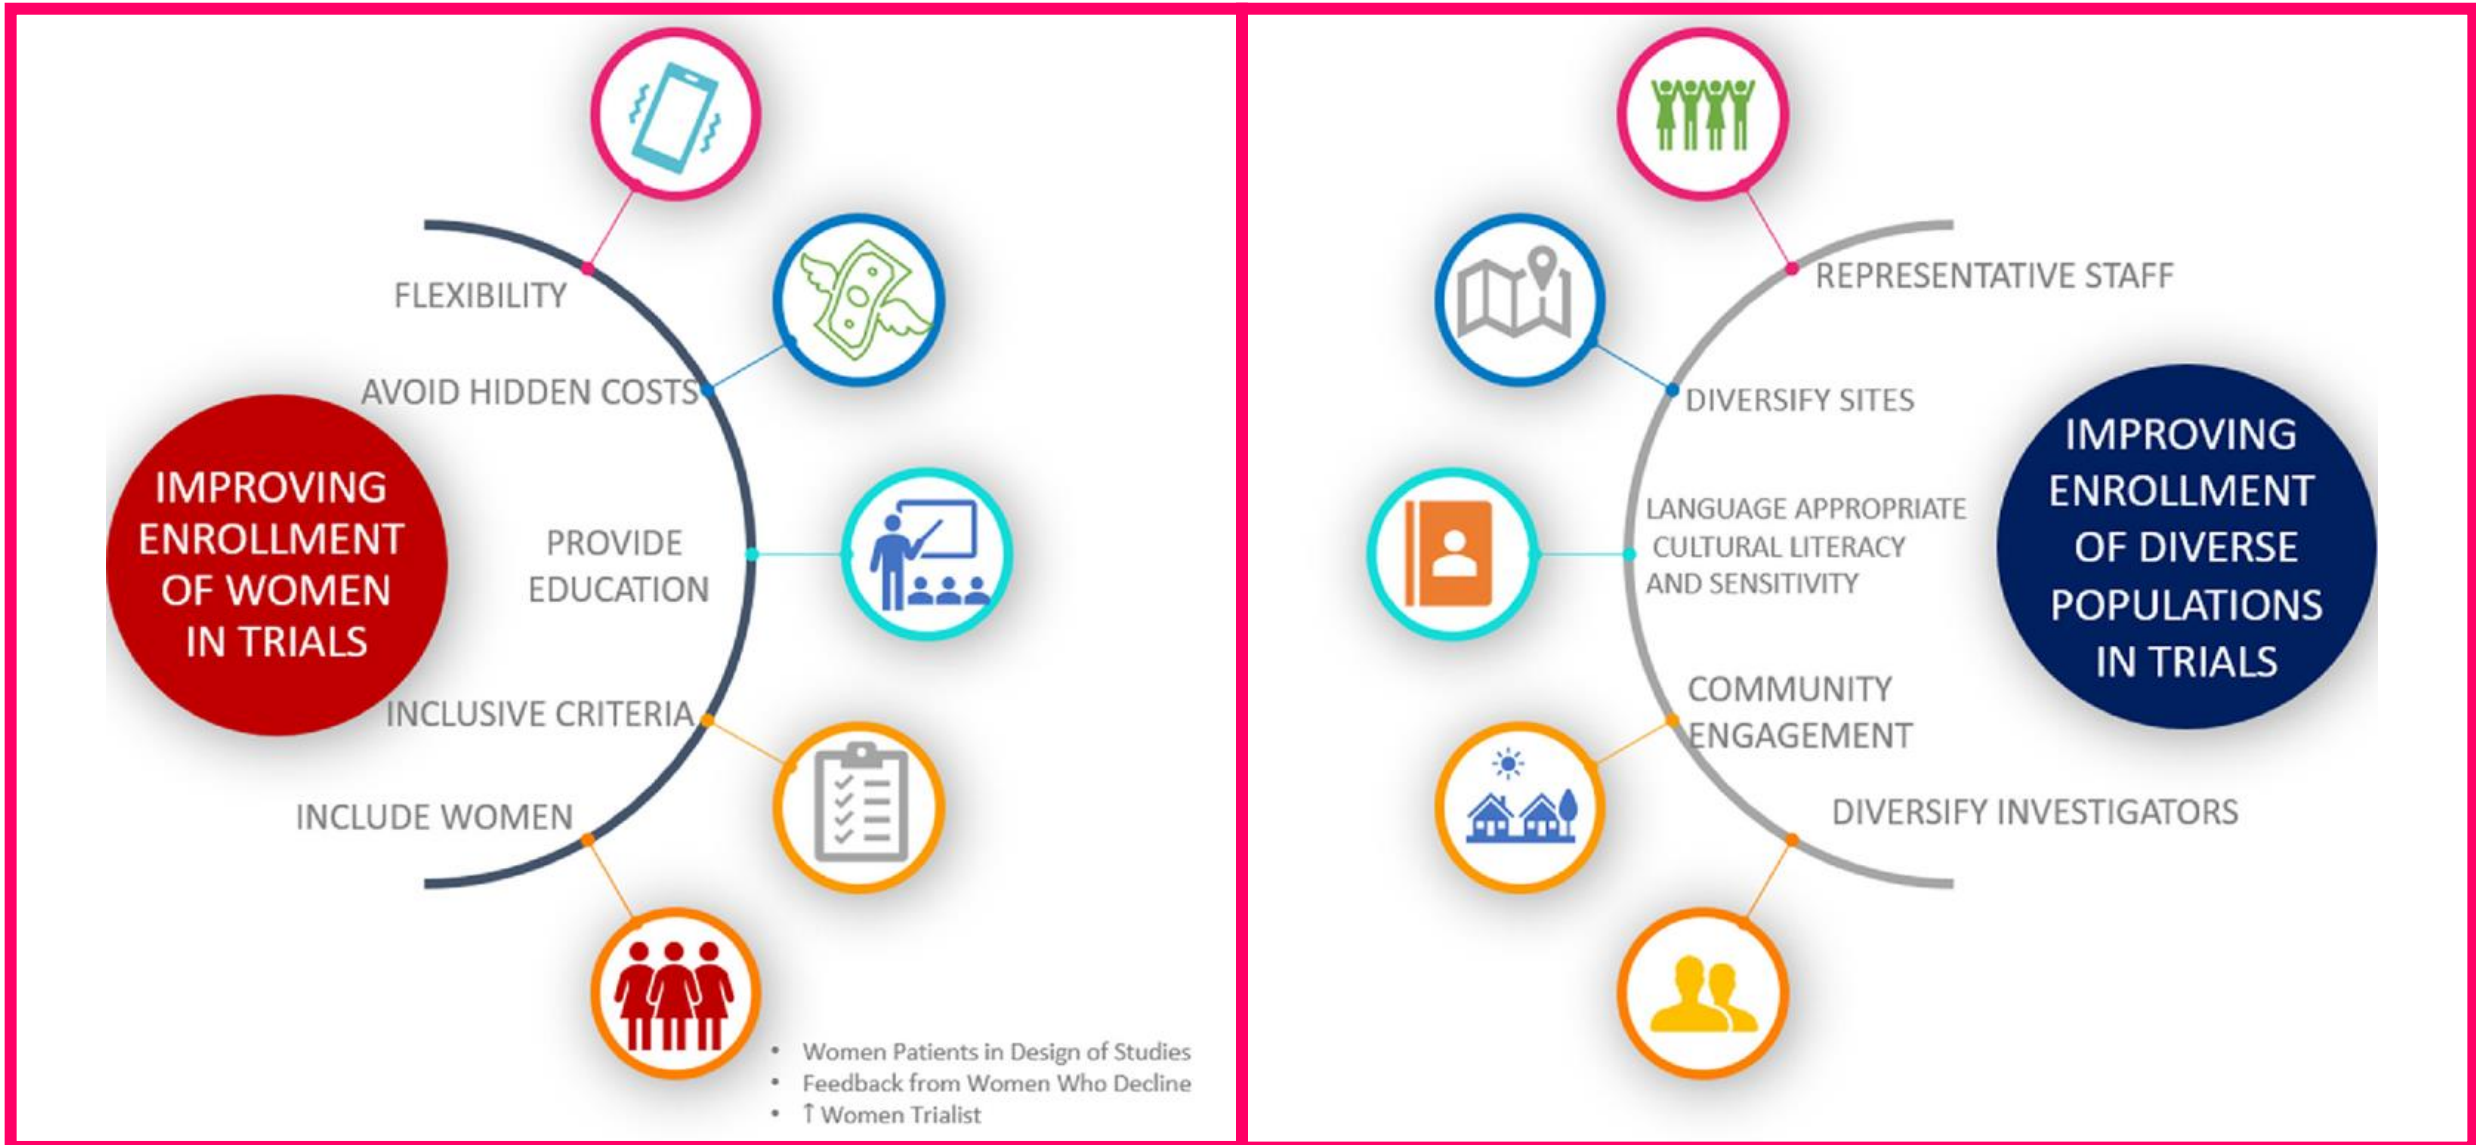 FLEXIBILITY
AVOID HIDDEN COSTS
IMPROVING
ENROLLMENT
OF WOMEN
IN TRIALS
PROVIDE
EDUCATION
INCLUSIVE CRITERIA
INCLUDE WOMEN
• Women Patients in Design of Studies
• Feedback from Women Who Decline
• ↑ Women Trialist
REPRESENTATIVE STAFF
DIVERSIFY SITES
LANGUAGE APPROPRIATE
CULTURAL LITERACY
AND SENSITIVITY
COMMUNITY
ENGAGEMENT
DIVERSIFY INVESTIGATORS
IMPROVING
ENROLLMENT
OF DIVERSE
POPULATIONS
IN TRIALS